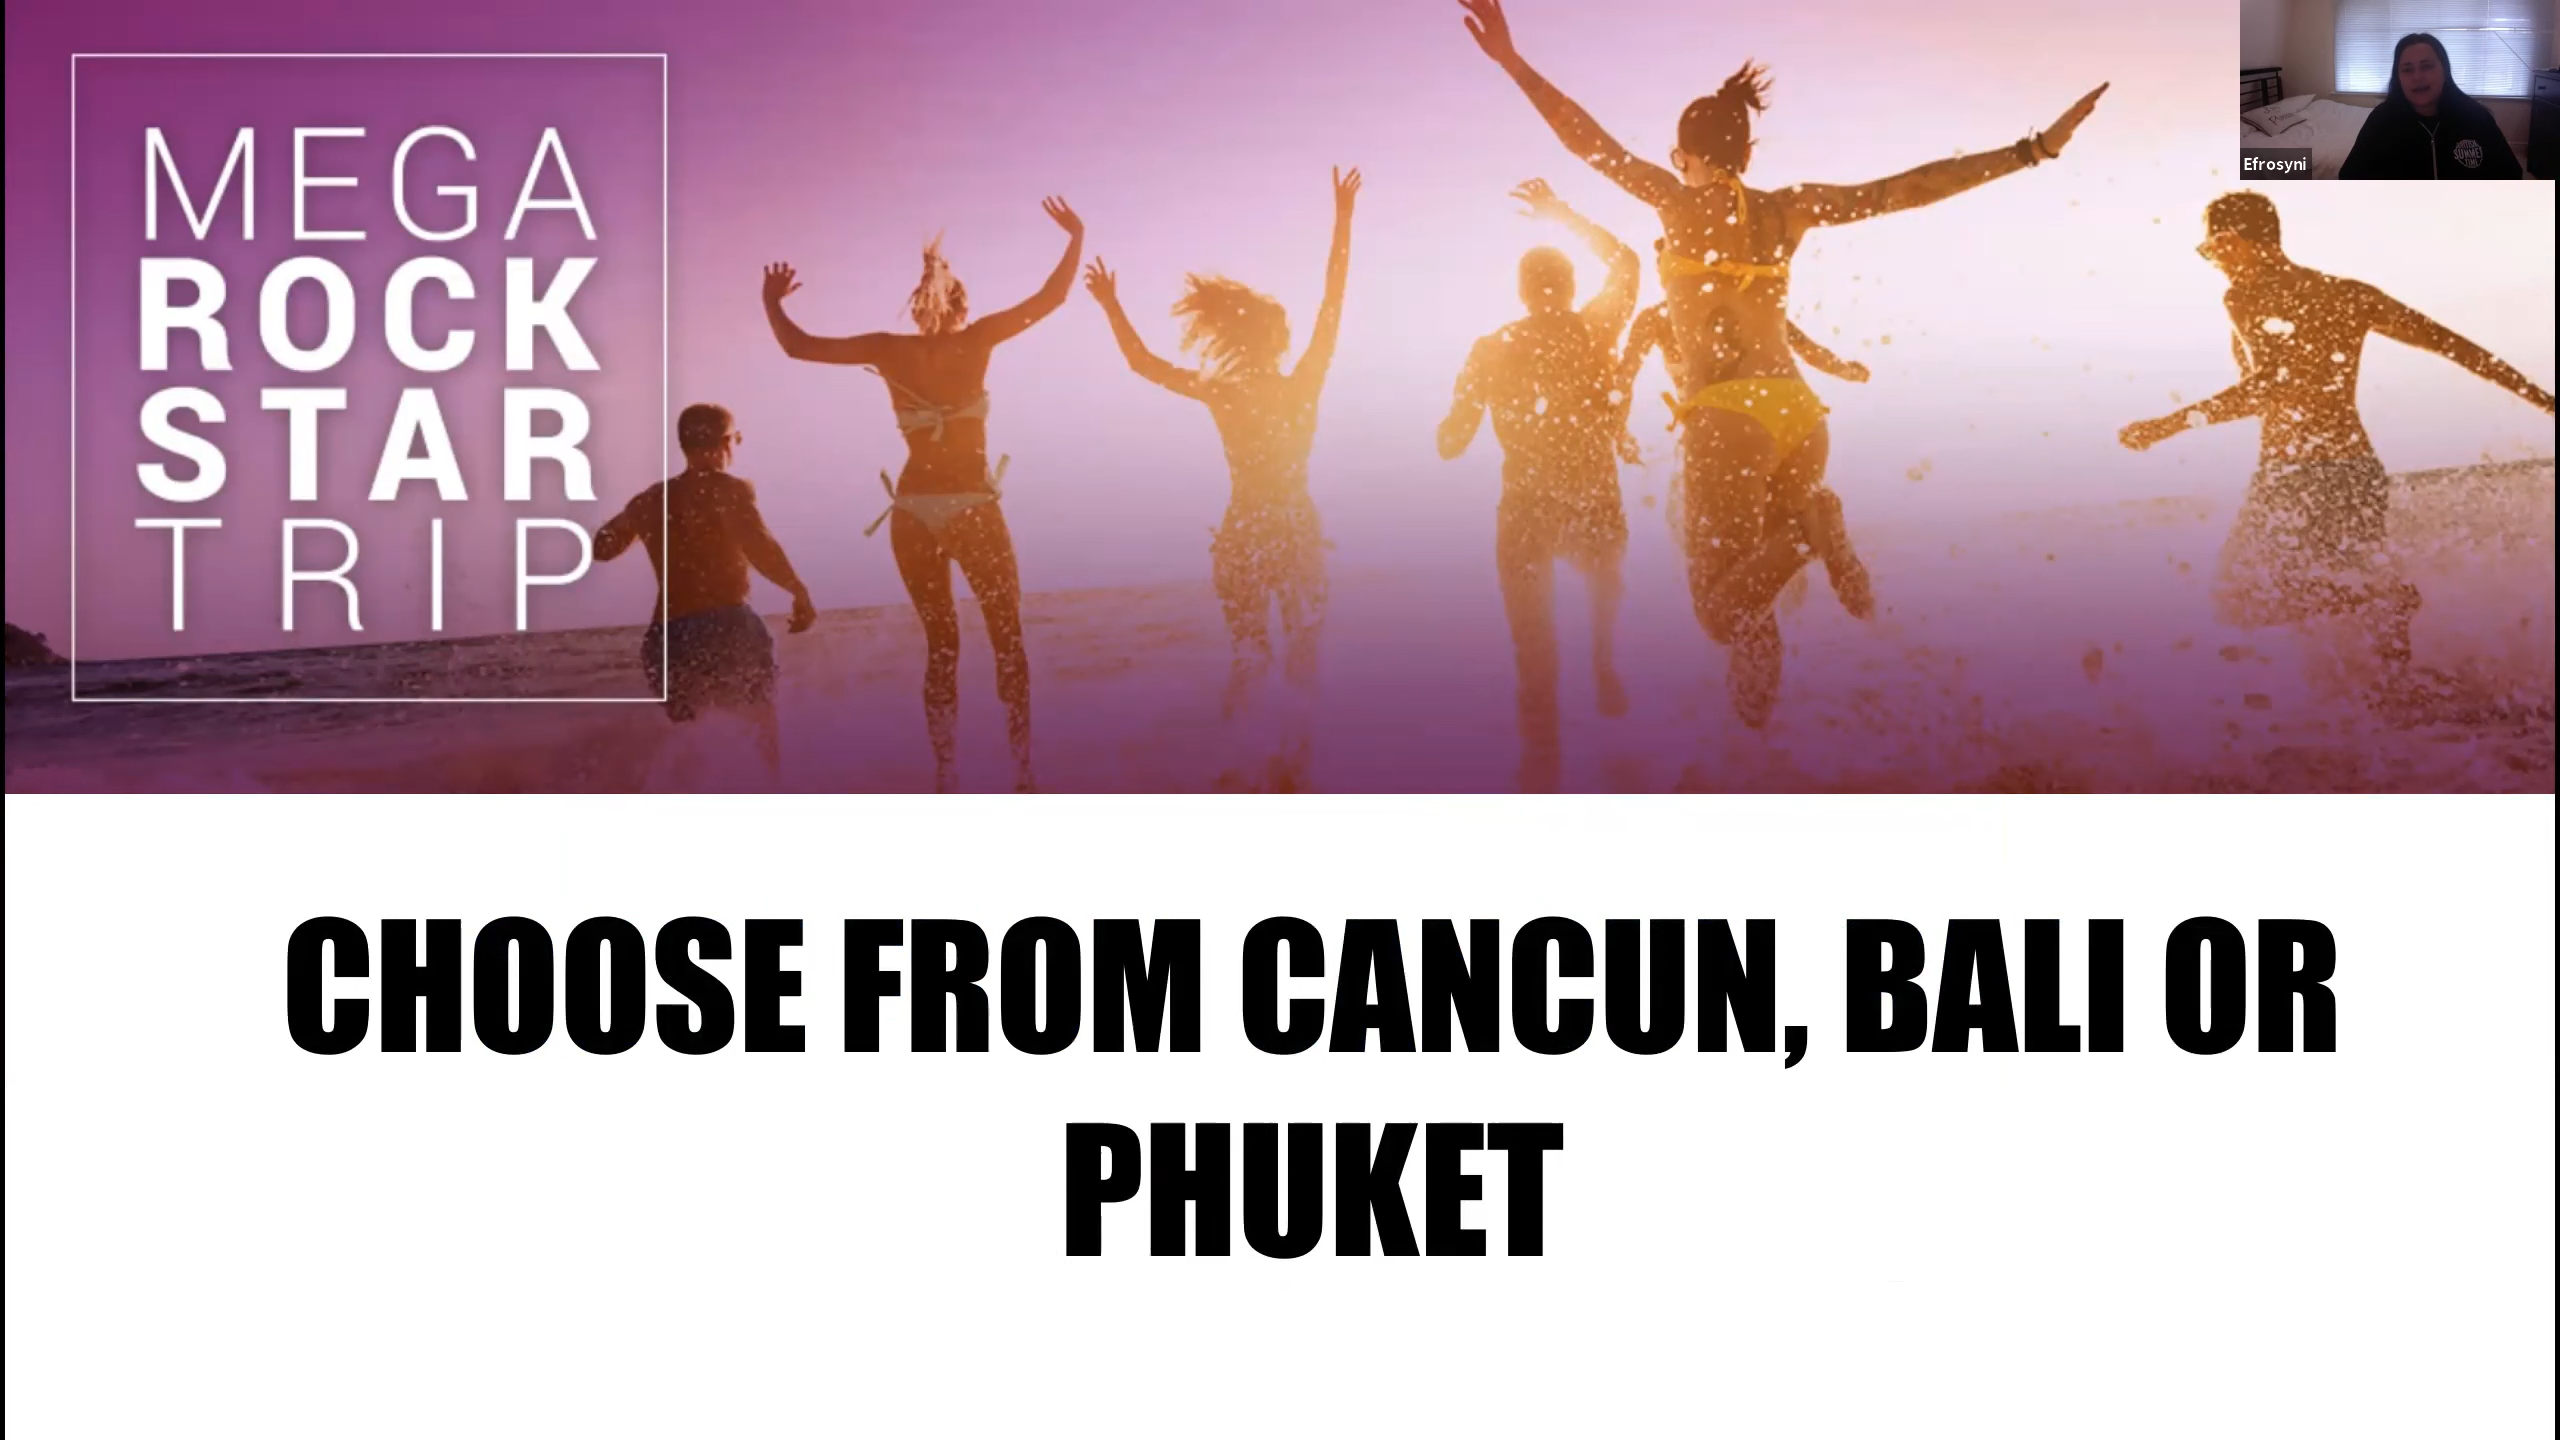 MEGA
ROCK
STAR
TRIP
Efrosyni
CHOOSE FROM CANCUN, BALI OR
PHUKET